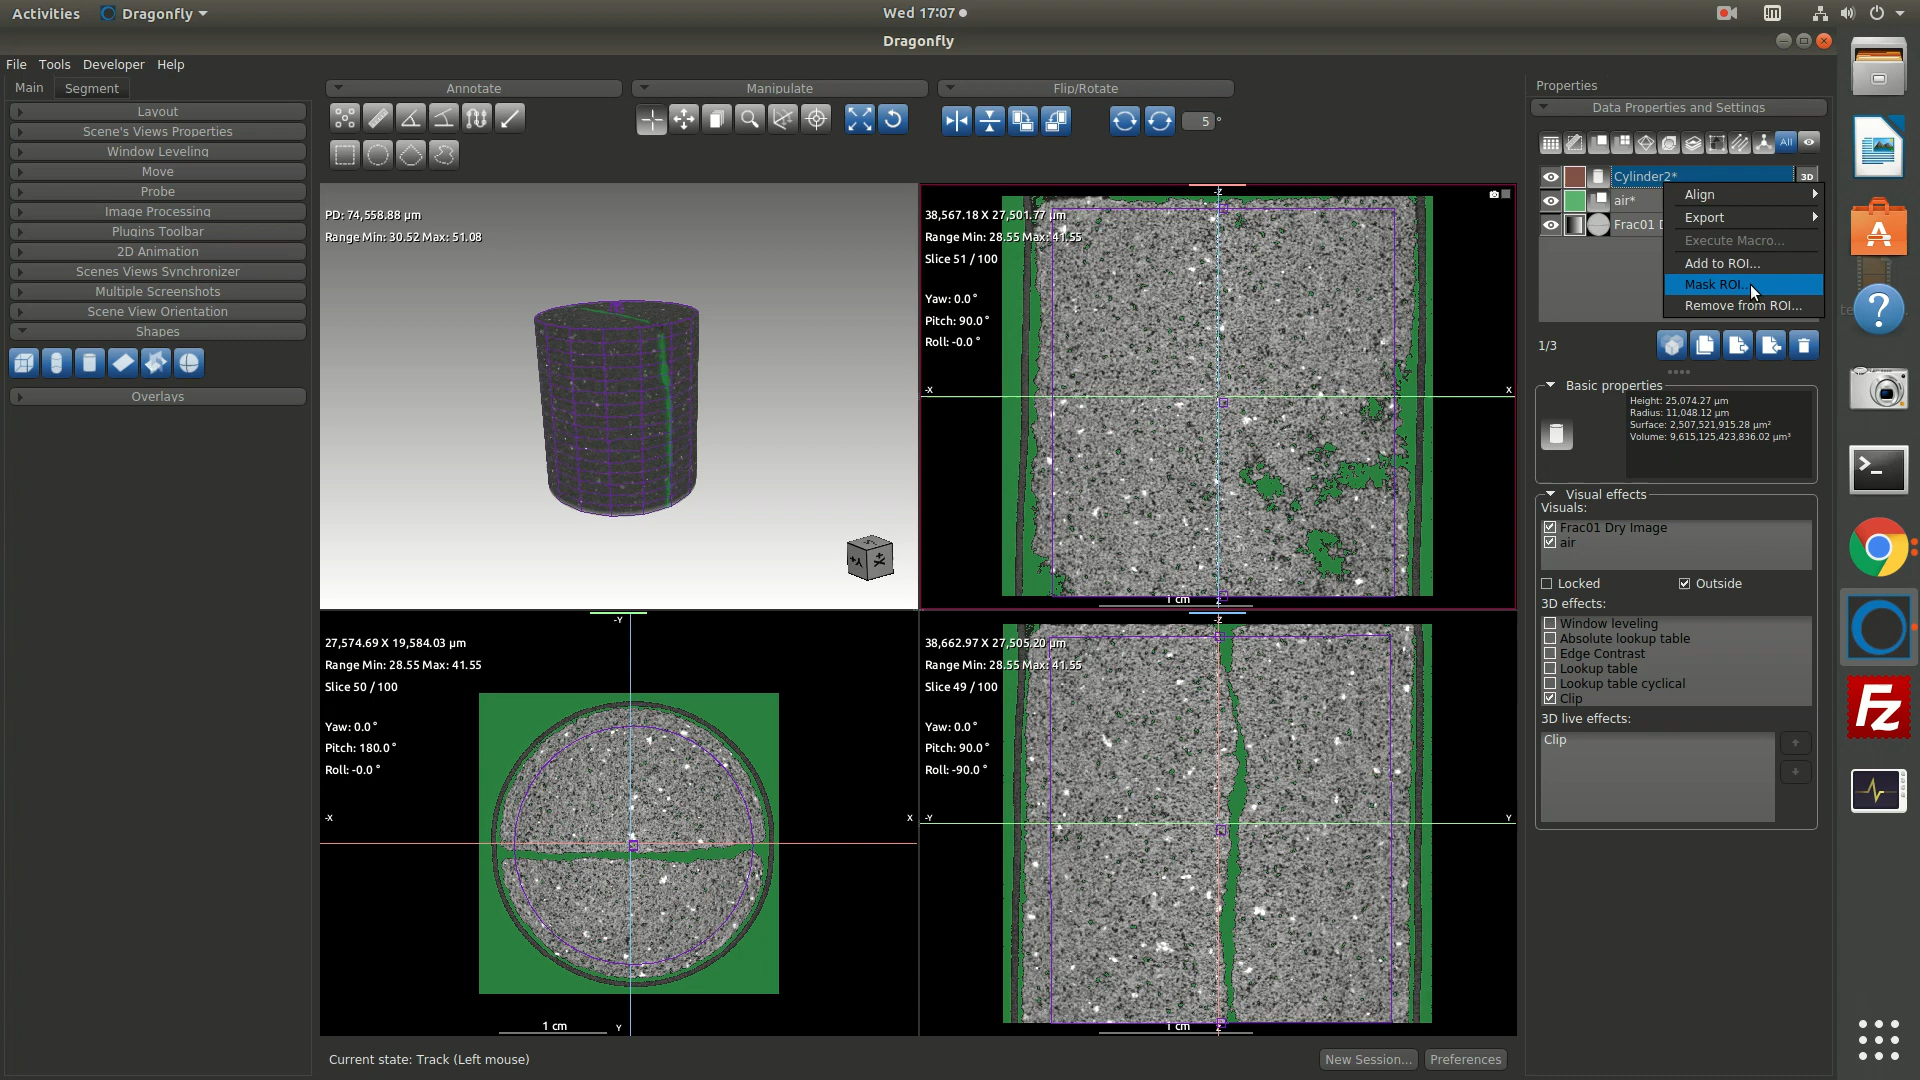 Activities Dragonfly Wed 17:07
Dragonfly
File Tools Developer Help
Main Segment
Layout
Scene's Views Properties
Window Leveling
Move
Probe
Image Processing
Plugins Toolbar
2D Animation
Scenes Views Synchronizer
Multiple Screenshots
Scene View Orientation
Shapes
Overlays
Annotate Manipulate Flip/Rotate
5 °
PD: 74,558.88 µm
Range Min: 30.52 Max: 51.08
-Z
38,567.18 X 27,501.77 µm
Range Min: 28.55 Max: 41.55
Slice 51 / 100
Yaw: 0.0°
Pitch: 90.0°
Roll: -0.0°
-X X
1 cm Z
-Y
27,574.69 X 19,584.03 µm
Range Min: 28.55 Max: 41.55
Slice 50 / 100
Yaw: 0.0°
Pitch: 180.0°
Roll: -0.0°
-X X
1 cm Y
-Z
38,662.97 X 27,505.20 µm
Range Min: 28.55 Max: 41.55
Slice 49 / 100
Yaw: 0.0°
Pitch: 90.0°
Roll: -90.0°
-Y Y
1 cm Z
Current state: Track (Left mouse)
New Session... Preferences
Properties
Data Properties and Settings
All
Cylinder2* 3D
air*
Frac01
Align
Export
Execute Macro...
Add to ROI...
Mask ROI...
Remove from ROI...
1/3
Basic properties
Height: 25,074.27 µm
Radius: 11,048.12 µm
Surface: 2,507,521,915.28 µm²
Volume: 9,615,125,423,836.02 µm³
Visual effects
Visuals:
Frac01 Dry Image
air
Locked Outside
3D effects:
Window leveling
Absolute lookup table
Edge Contrast
Lookup table
Lookup table cyclical
Clip
3D live effects:
Clip